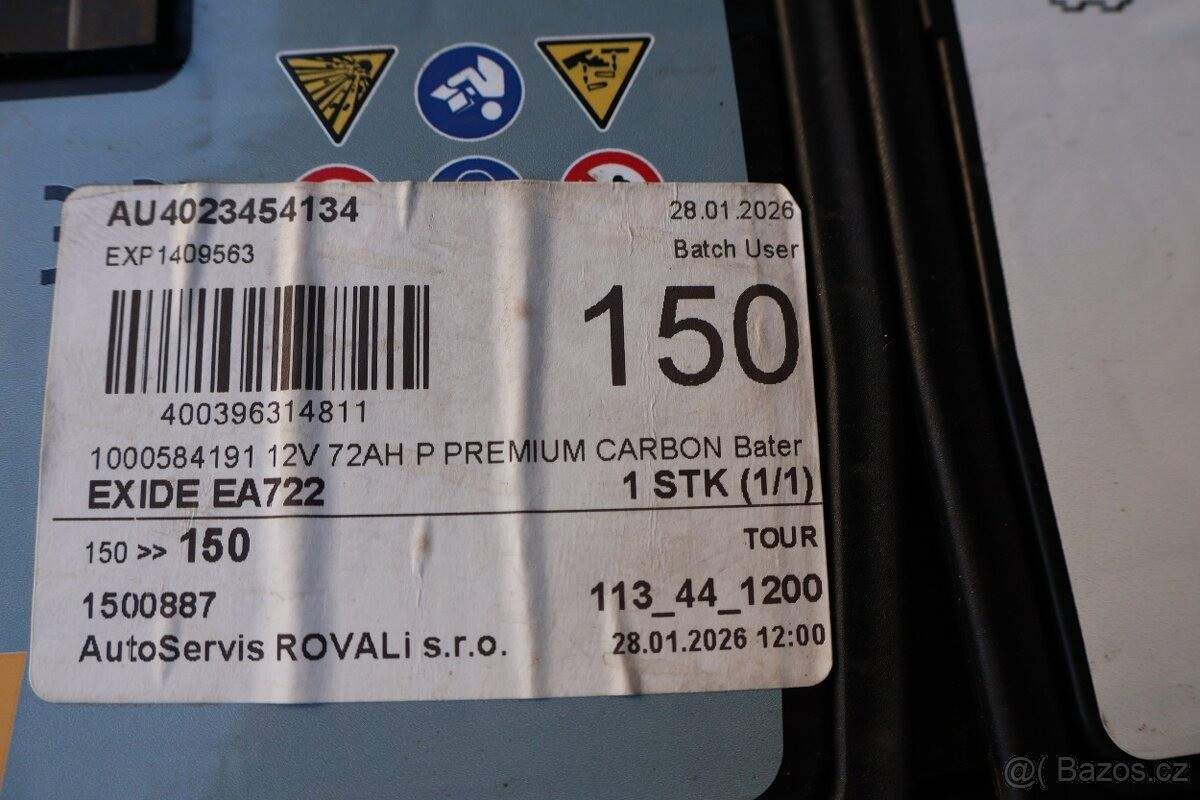 AU4023454134
28.01.2026
EXP1409563
Batch User
150
400396314811
1000584191 12V 72AH P PREMIUM CARBON Bater
EXIDE EA722
1 STK (1/1)
150 >> 150
TOUR
1500887
113_44_1200
AutoServis ROVALi s.r.o.
28.01.2026 12:00
@( Bazos.cz